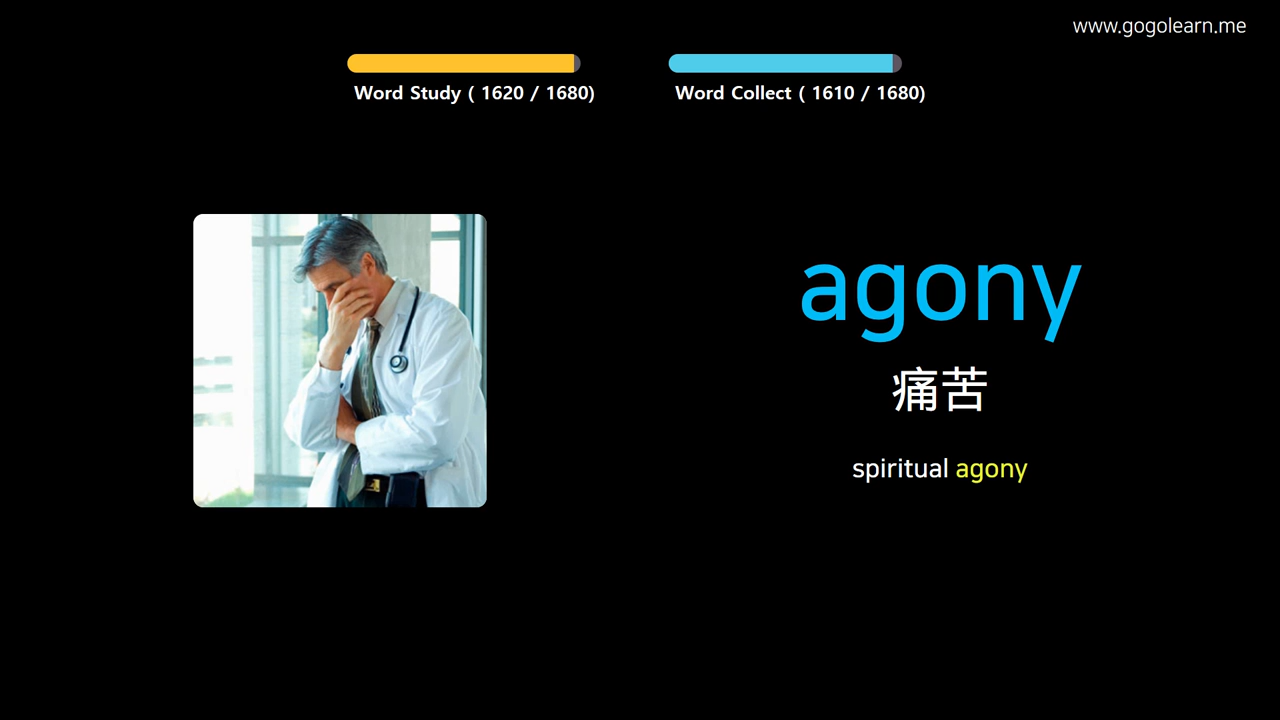 www.gogolearn.me
Word Study ( 1620 / 1680)
Word Collect ( 1610 / 1680)
agony
痛苦
spiritual agony